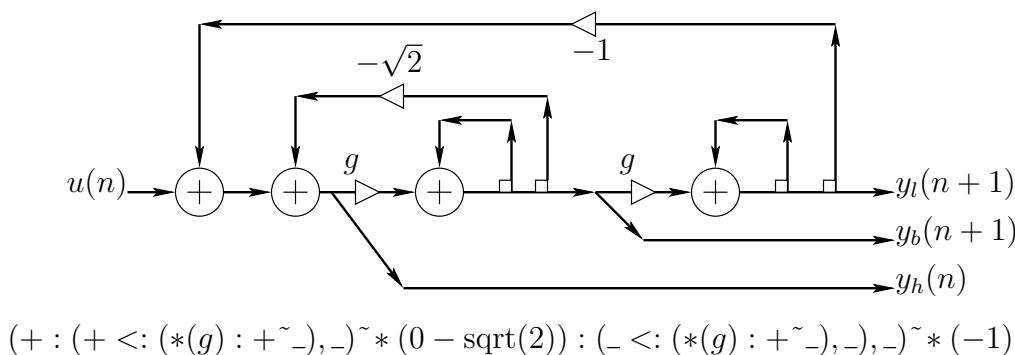 −1
−√2
g
g
u(n)
+
+
+
+
y_l(n + 1)
y_b(n + 1)
y_h(n)
(+ : (+ <: (∗(g) : +~_), _)~ ∗ (0 − sqrt(2)) : (_ <: (∗(g) : +~_), _), _)~ ∗ (−1)